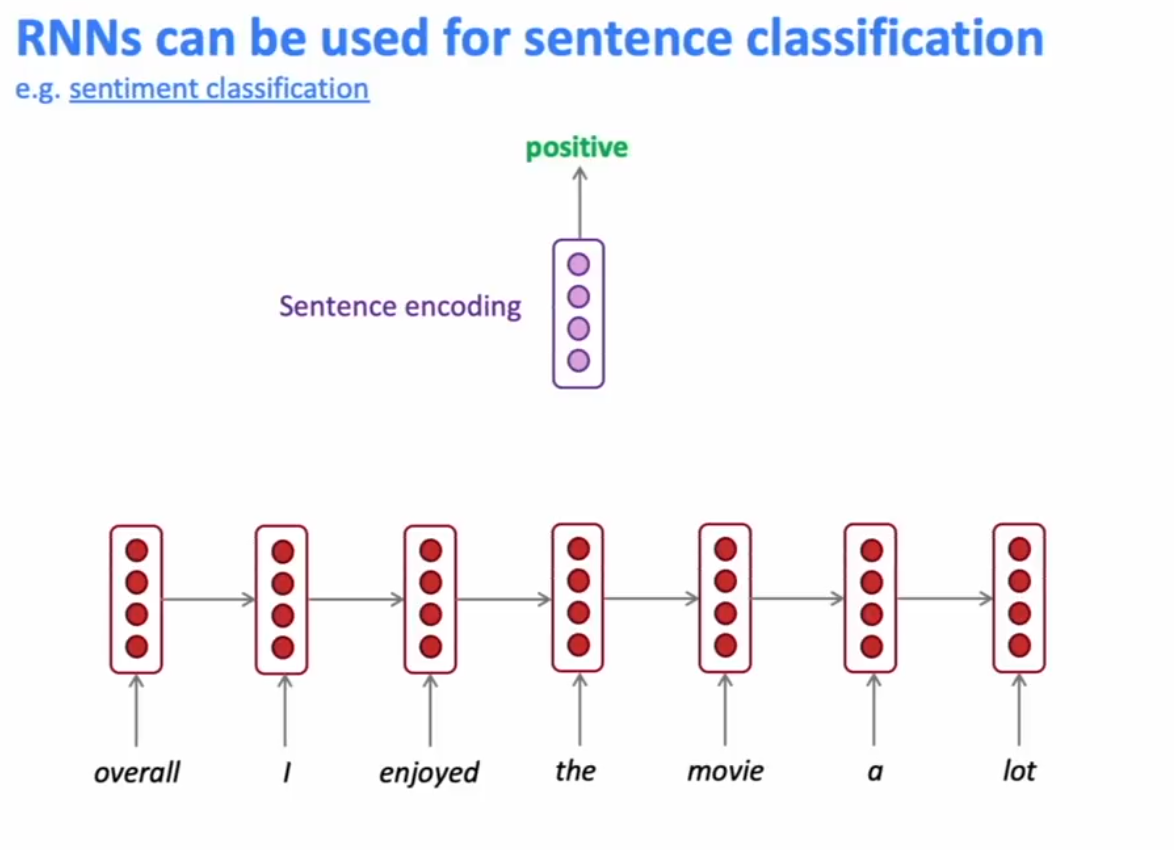 RNNs can be used for sentence classification
e.g. sentiment classification
positive
Sentence encoding
overall I enjoyed the movie a lot